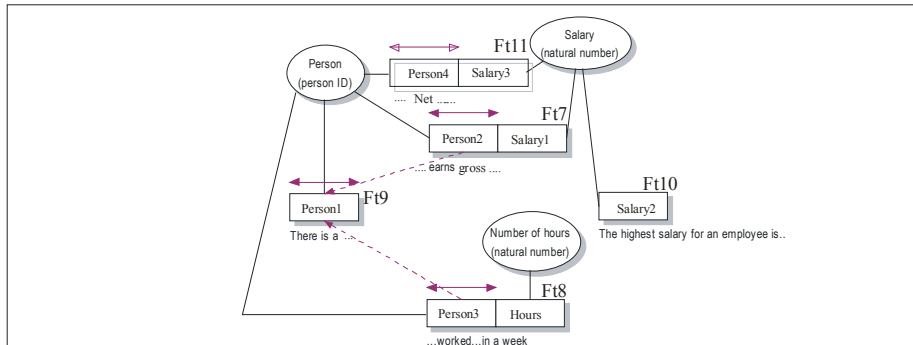 Ft11
Salary
(natural number)
Person
(person ID)
Person4 Salary3
.... Net ......
Ft7
Person2 Salary1
.... earns gross ....
Ft9
Person1
There is a ...
Ft10
Salary2
The highest salary for an employee is..
Number of hours
(natural number)
Ft8
Person3 Hours
...worked...in a week